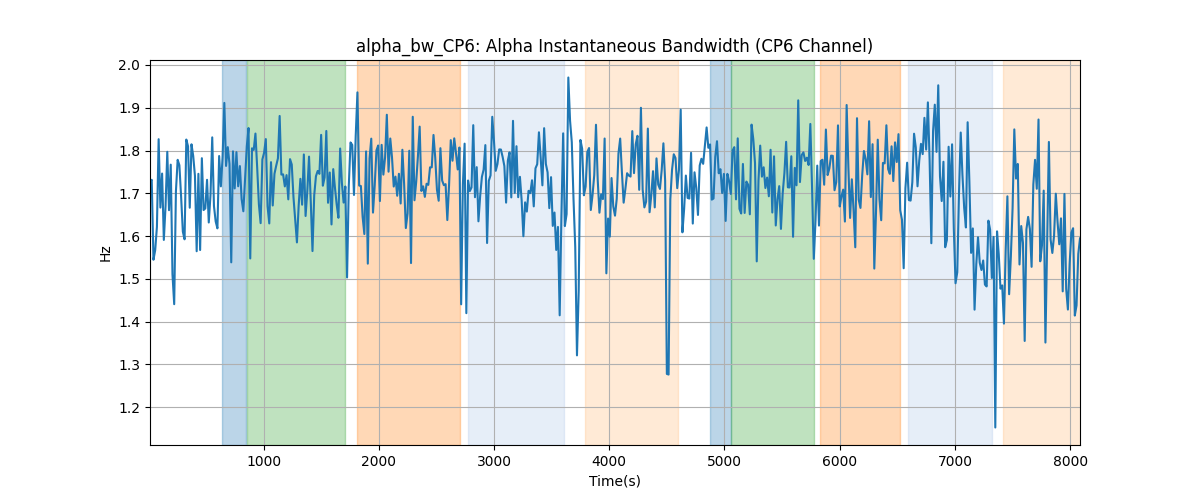 alpha_bw_CP6: Alpha Instantaneous Bandwidth (CP6 Channel)
Hz
2.0
1.9
1.8
1.7
1.6
1.5
1.4
1.3
1.2
1000 2000 3000 4000 5000 6000 7000 8000
Time(s)